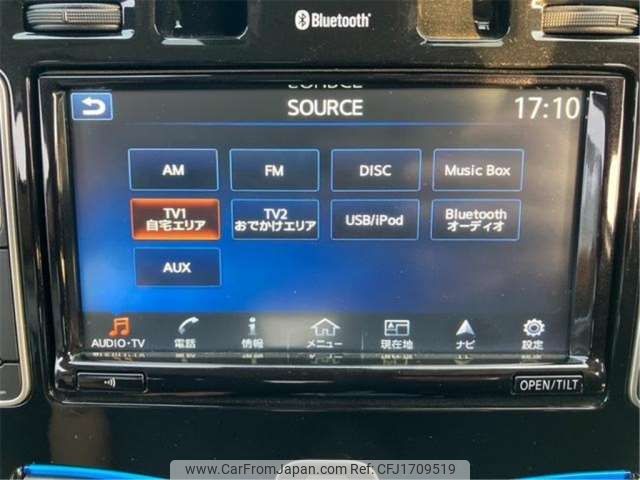 Bluetooth
SOURCE
17:10
AM
FM
DISC
Music Box
TV1
自宅エリア
TV2
おでかけエリア
USB/iPod
Bluetooth
オーディオ
AUX
AUDIO・TV
電話
情報
メニュー
現在地
ナビ
設定
OPEN/TILT
www.CarFromJapan.com - CFJ1709519